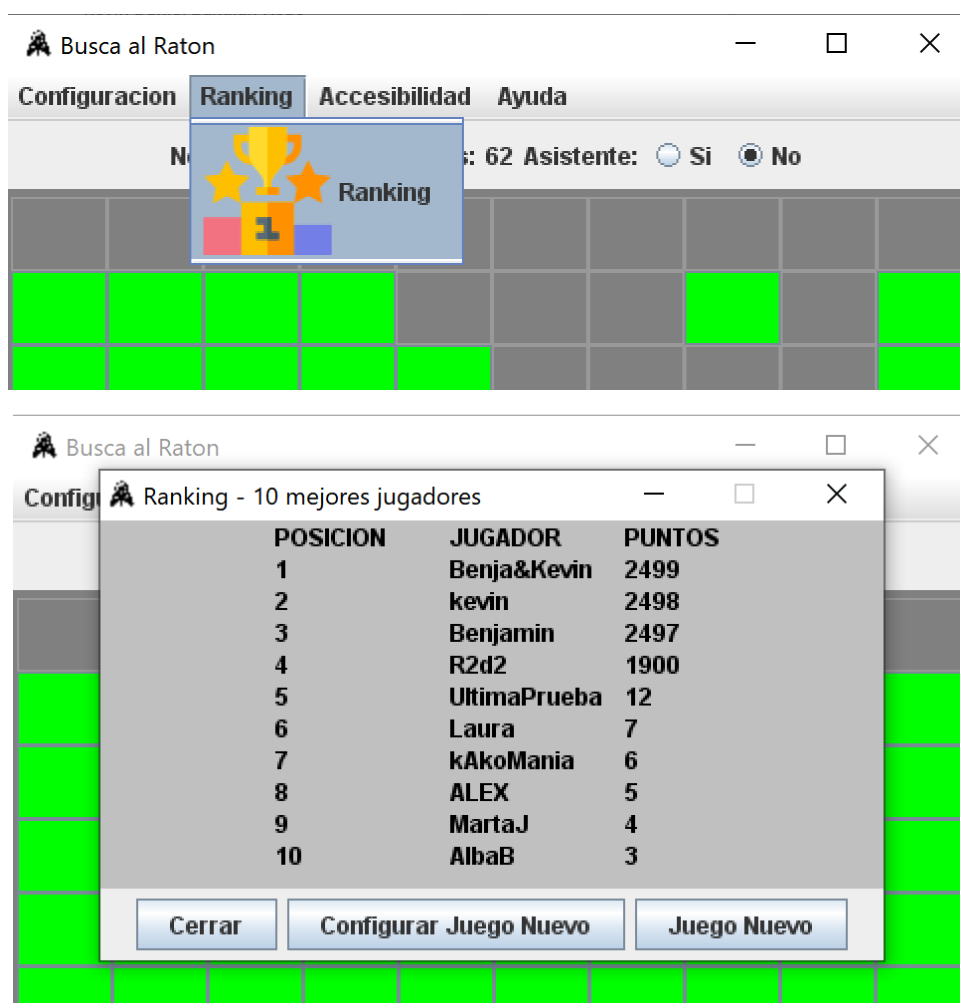 Busca al Raton
Configuracion Ranking Accesibilidad Ayuda
62 Asistente: Si No
Ranking
1
Busca al Raton
Ranking - 10 mejores jugadores
POSICION JUGADOR PUNTOS
1 Benja&Kevin 2499
2 kevin 2498
3 Benjamin 2497
4 R2d2 1900
5 UltimaPrueba 12
6 Laura 7
7 kAkoMania 6
8 ALEX 5
9 MartaJ 4
10 AlbaB 3
Cerrar Configurar Juego Nuevo Juego Nuevo